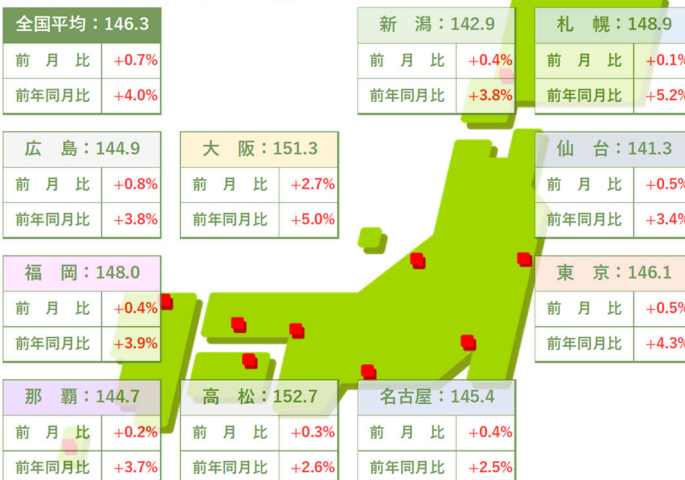 全国平均：146.3
前 月 比 +0.7%
前年同月比 +4.0%
新 潟：142.9
前 月 比 +0.4%
前年同月比 +3.8%
札 幌：148.9
前 月 比 +0.1%
前年同月比 +5.2%
広 島：144.9
前 月 比 +0.8%
前年同月比 +3.8%
大 阪：151.3
前 月 比 +2.7%
前年同月比 +5.0%
仙 台：141.3
前 月 比 +0.5%
前年同月比 +3.4%
福 岡：148.0
前 月 比 +0.4%
前年同月比 +3.9%
東 京：146.1
前 月 比 +0.5%
前年同月比 +4.3%
那 覇：144.7
前 月 比 +0.2%
前年同月比 +3.7%
高 松：152.7
前 月 比 +0.3%
前年同月比 +2.6%
名古屋：145.4
前 月 比 +0.4%
前年同月比 +2.5%